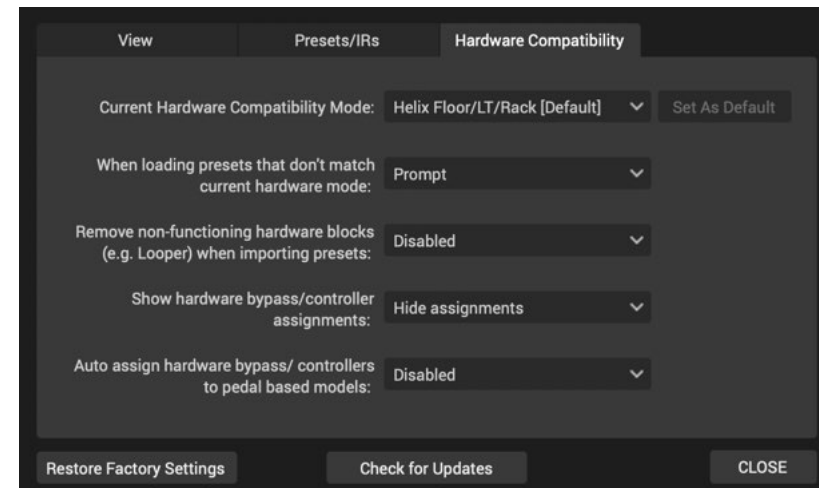 View Presets/IRs Hardware Compatibility
Current Hardware Compatibility Mode: Helix Floor/LT/Rack [Default] Set As Default
When loading presets that don't match
current hardware mode: Prompt
Remove non-functioning hardware blocks
(e.g. Looper) when importing presets: Disabled
Show hardware bypass/controller
assignments: Hide assignments
Auto assign hardware bypass/ controllers
to pedal based models: Disabled
Restore Factory Settings Check for Updates CLOSE